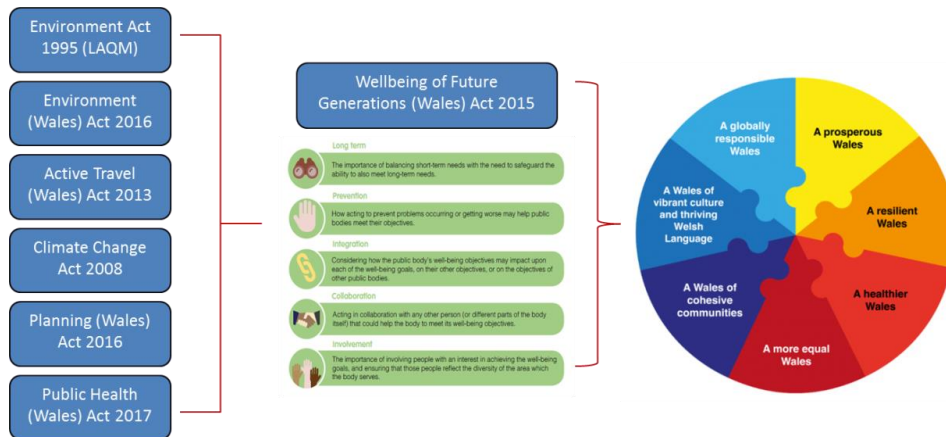 Environment Act
1995 (LAQM)
Environment
(Wales) Act 2016
Active Travel
(Wales) Act 2013
Climate Change
Act 2008
Planning (Wales)
Act 2016
Public Health
(Wales) Act 2017
Wellbeing of Future
Generations (Wales) Act 2015
Long term
The importance of balancing short-term needs with the need to safeguard the
ability to also meet long-term needs.
Prevention
How acting to prevent problems occurring or getting worse may help public
bodies meet their objectives.
Integration
Considering how the public body's well-being objectives may impact upon
each of the well-being goals, on their other objectives, or on the objectives of
other public bodies.
Collaboration
Acting in collaboration with any other person (or different parts of the body
itself) that could help the body to meet its well-being objectives.
Involvement
The importance of involving people with an interest in achieving the well-being
goals, and ensuring that those people reflect the diversity of the area which
the body serves.
A globally
responsible
Wales
A prosperous
Wales
A resilient
Wales
A healthier
Wales
A more equal
Wales
A Wales of
cohesive
communities
A Wales of
vibrant culture
and thriving
Welsh
Language